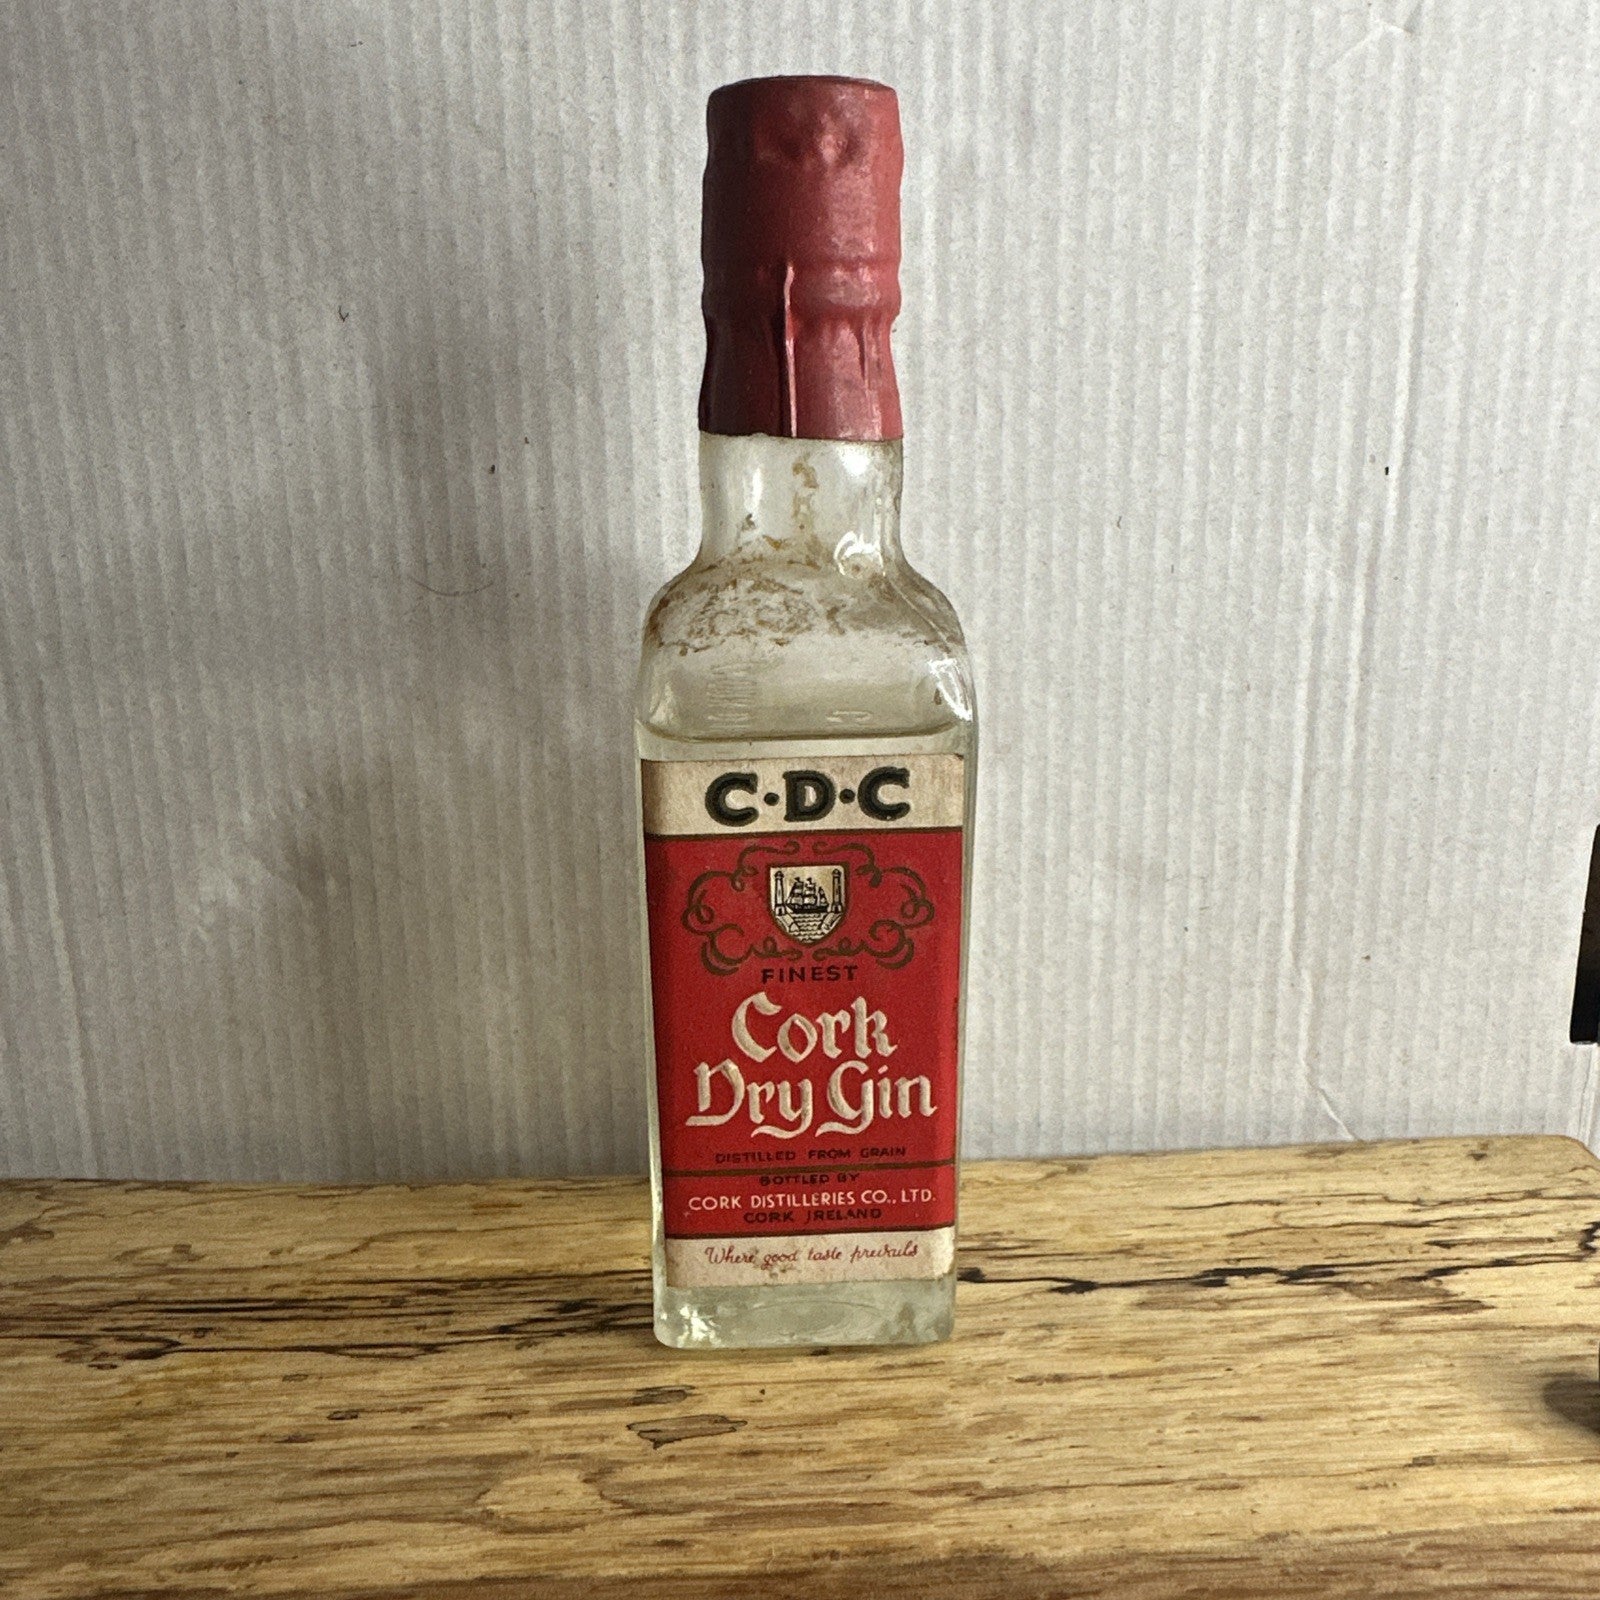 C·D·C
FINEST
Cork
Dry Gin
DISTILLED FROM GRAIN
BOTTLED BY
CORK DISTILLERIES CO., LTD.
CORK IRELAND
Where good taste prevails